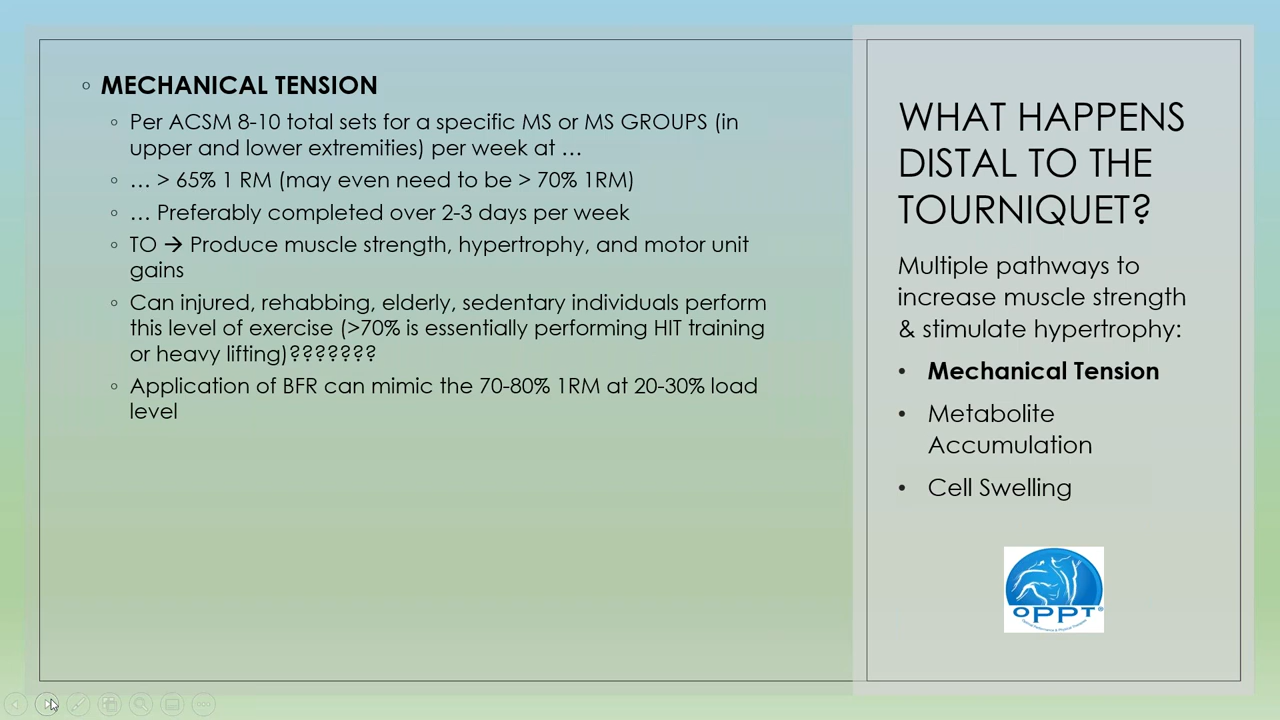 MECHANICAL TENSION
Per ACSM 8-10 total sets for a specific MS or MS GROUPS (in
upper and lower extremities) per week at …
… > 65% 1 RM (may even need to be > 70% 1RM)
… Preferably completed over 2-3 days per week
TO → Produce muscle strength, hypertrophy, and motor unit
gains
Can injured, rehabbing, elderly, sedentary individuals perform
this level of exercise (>70% is essentially performing HIT training
or heavy lifting)???????
Application of BFR can mimic the 70-80% 1RM at 20-30% load
level
WHAT HAPPENS
DISTAL TO THE
TOURNIQUET?
Multiple pathways to
increase muscle strength
& stimulate hypertrophy:
• Mechanical Tension
• Metabolite
Accumulation
• Cell Swelling
OPPT®